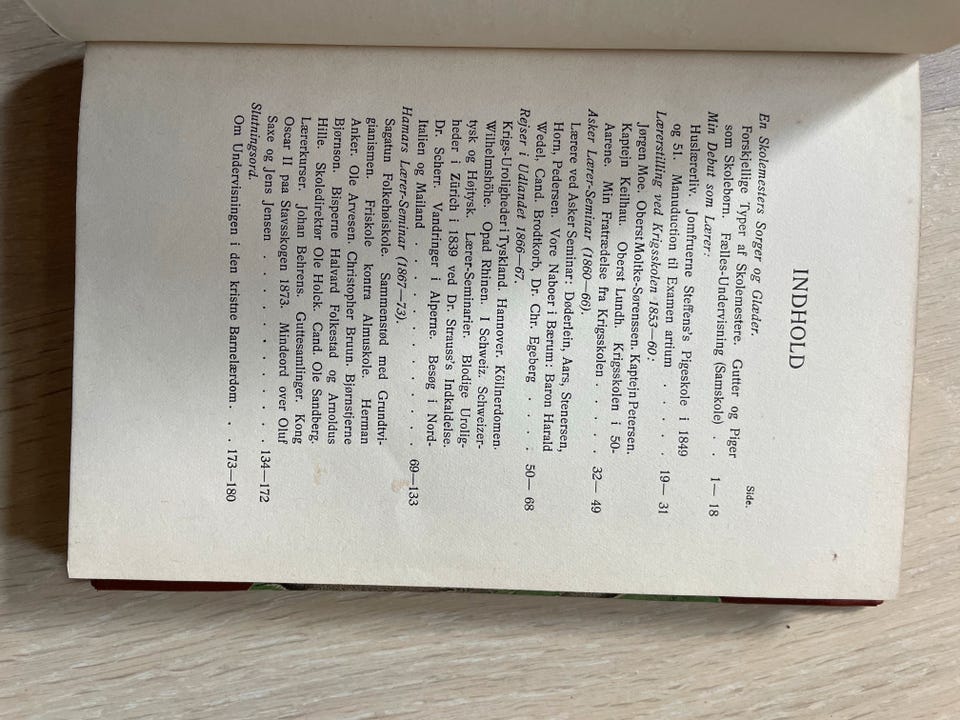 INDHOLD
Side.
En Skolemesters Sorger og Glæder.
Forskjellige Typer af Skolemestere. Gutter og Piger
som Skolebørn. Fælles-Undervisning (Samskole) . . 1— 18
Min Debut som Lærer:
Huslærerliv. Jomfruerne Steffens's Pigeskole i 1849
og 51. Manuduction til Examen artium . . . . . 19— 31
Lærerstilling ved Krigsskolen 1853—60:
Jørgen Moe. Oberst Moltke-Sørenssen. Kaptejn Petersen.
Kaptejn Keilhau. Oberst Lundh. Krigsskolen i 50-
Aarene. Min Fratrædelse fra Krigsskolen . . . . . 32— 49
Asker Lærer-Seminar (1860—66).
Lærere ved Asker Seminar: Døderlein, Aars, Stenersen,
Horn, Pedersen. Vore Naboer i Bærum: Baron Harald
Wedel, Cand. Brodtkorb, Dr. Chr. Egeberg . . . . . 50— 68
Rejser i Udlandet 1866—67.
Krigs-Uroligheder i Tyskland. Hannover. Köllnerdomen.
Wilhelmshöhe. Opad Rhinen. I Schweiz. Schweizer-
tysk og Højtysk. Lærer-Seminarier. Blodige Urolig-
heder i Zürich i 1839 ved Dr. Strauss's Indkaldelse.
Dr. Scherr. Vandringer i Alperne. Besøg i Nord-
Italien og Mailand . . . . . . . . . . . . . 69—133
Hamars Lærer-Seminar (1867—73).
Sagatun Folkehøiskole. Sammenstød med Grundtvi-
gianismen. Friskole kontra Almuskole. Herman
Anker. Ole Arvesen. Christopher Bruun. Bjørnstjerne
Bjørnson. Bisperne Halvard Folkestad og Arnoldus
Hille. Skoledirektør Ole Holck. Cand. Ole Sandberg.
Lærerkurser. Johan Behrens. Guttesamlinger. Kong
Oscar II paa Stavsskogen 1873. Mindeord over Oluf
Saxe og Jens Jensen . . . . . . . . . . . . 134—172
Slutningsord.
Om Undervisningen i den kristne Barnelærdom . . . 173—180